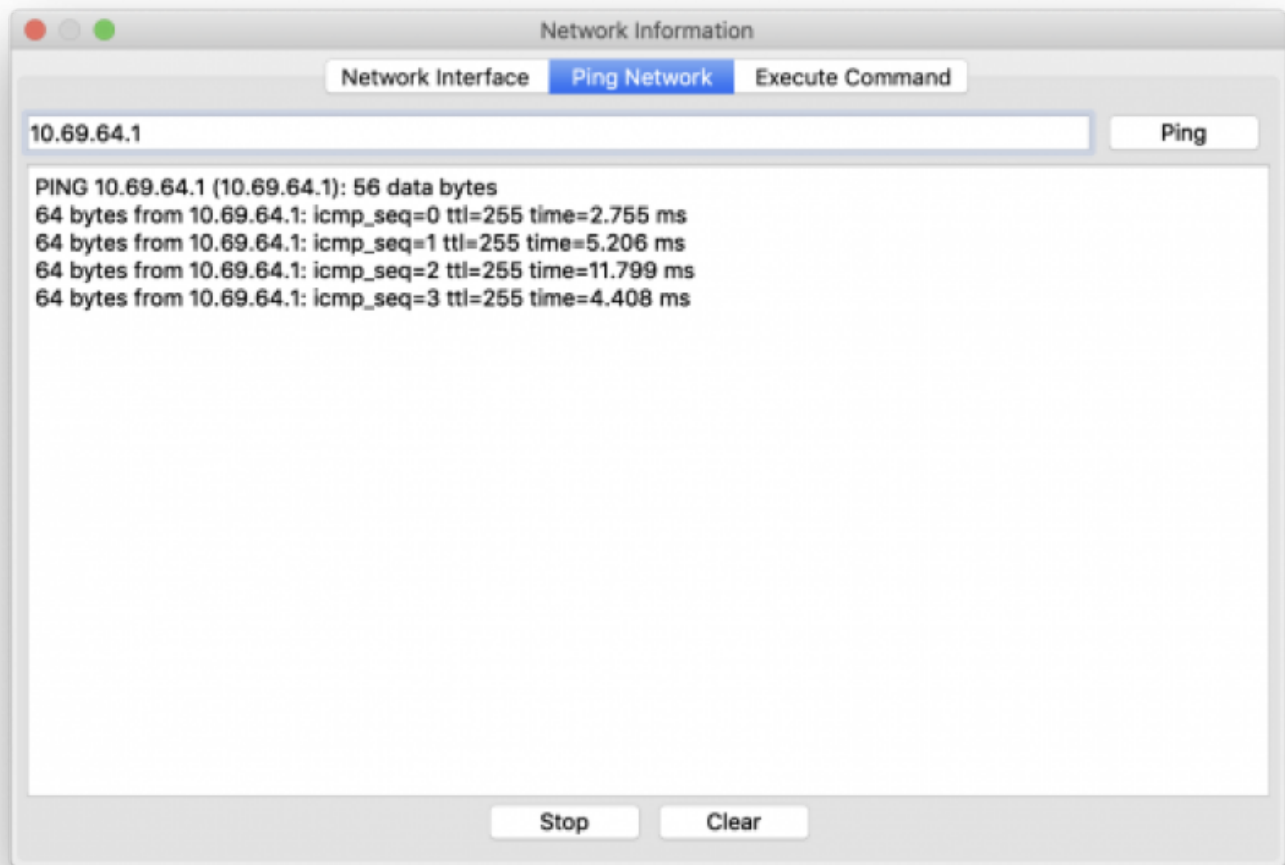 Network Information
Network Interface Ping Network Execute Command
10.69.64.1 Ping
PING 10.69.64.1 (10.69.64.1): 56 data bytes
64 bytes from 10.69.64.1: icmp_seq=0 ttl=255 time=2.755 ms
64 bytes from 10.69.64.1: icmp_seq=1 ttl=255 time=5.206 ms
64 bytes from 10.69.64.1: icmp_seq=2 ttl=255 time=11.799 ms
64 bytes from 10.69.64.1: icmp_seq=3 ttl=255 time=4.408 ms
Stop Clear